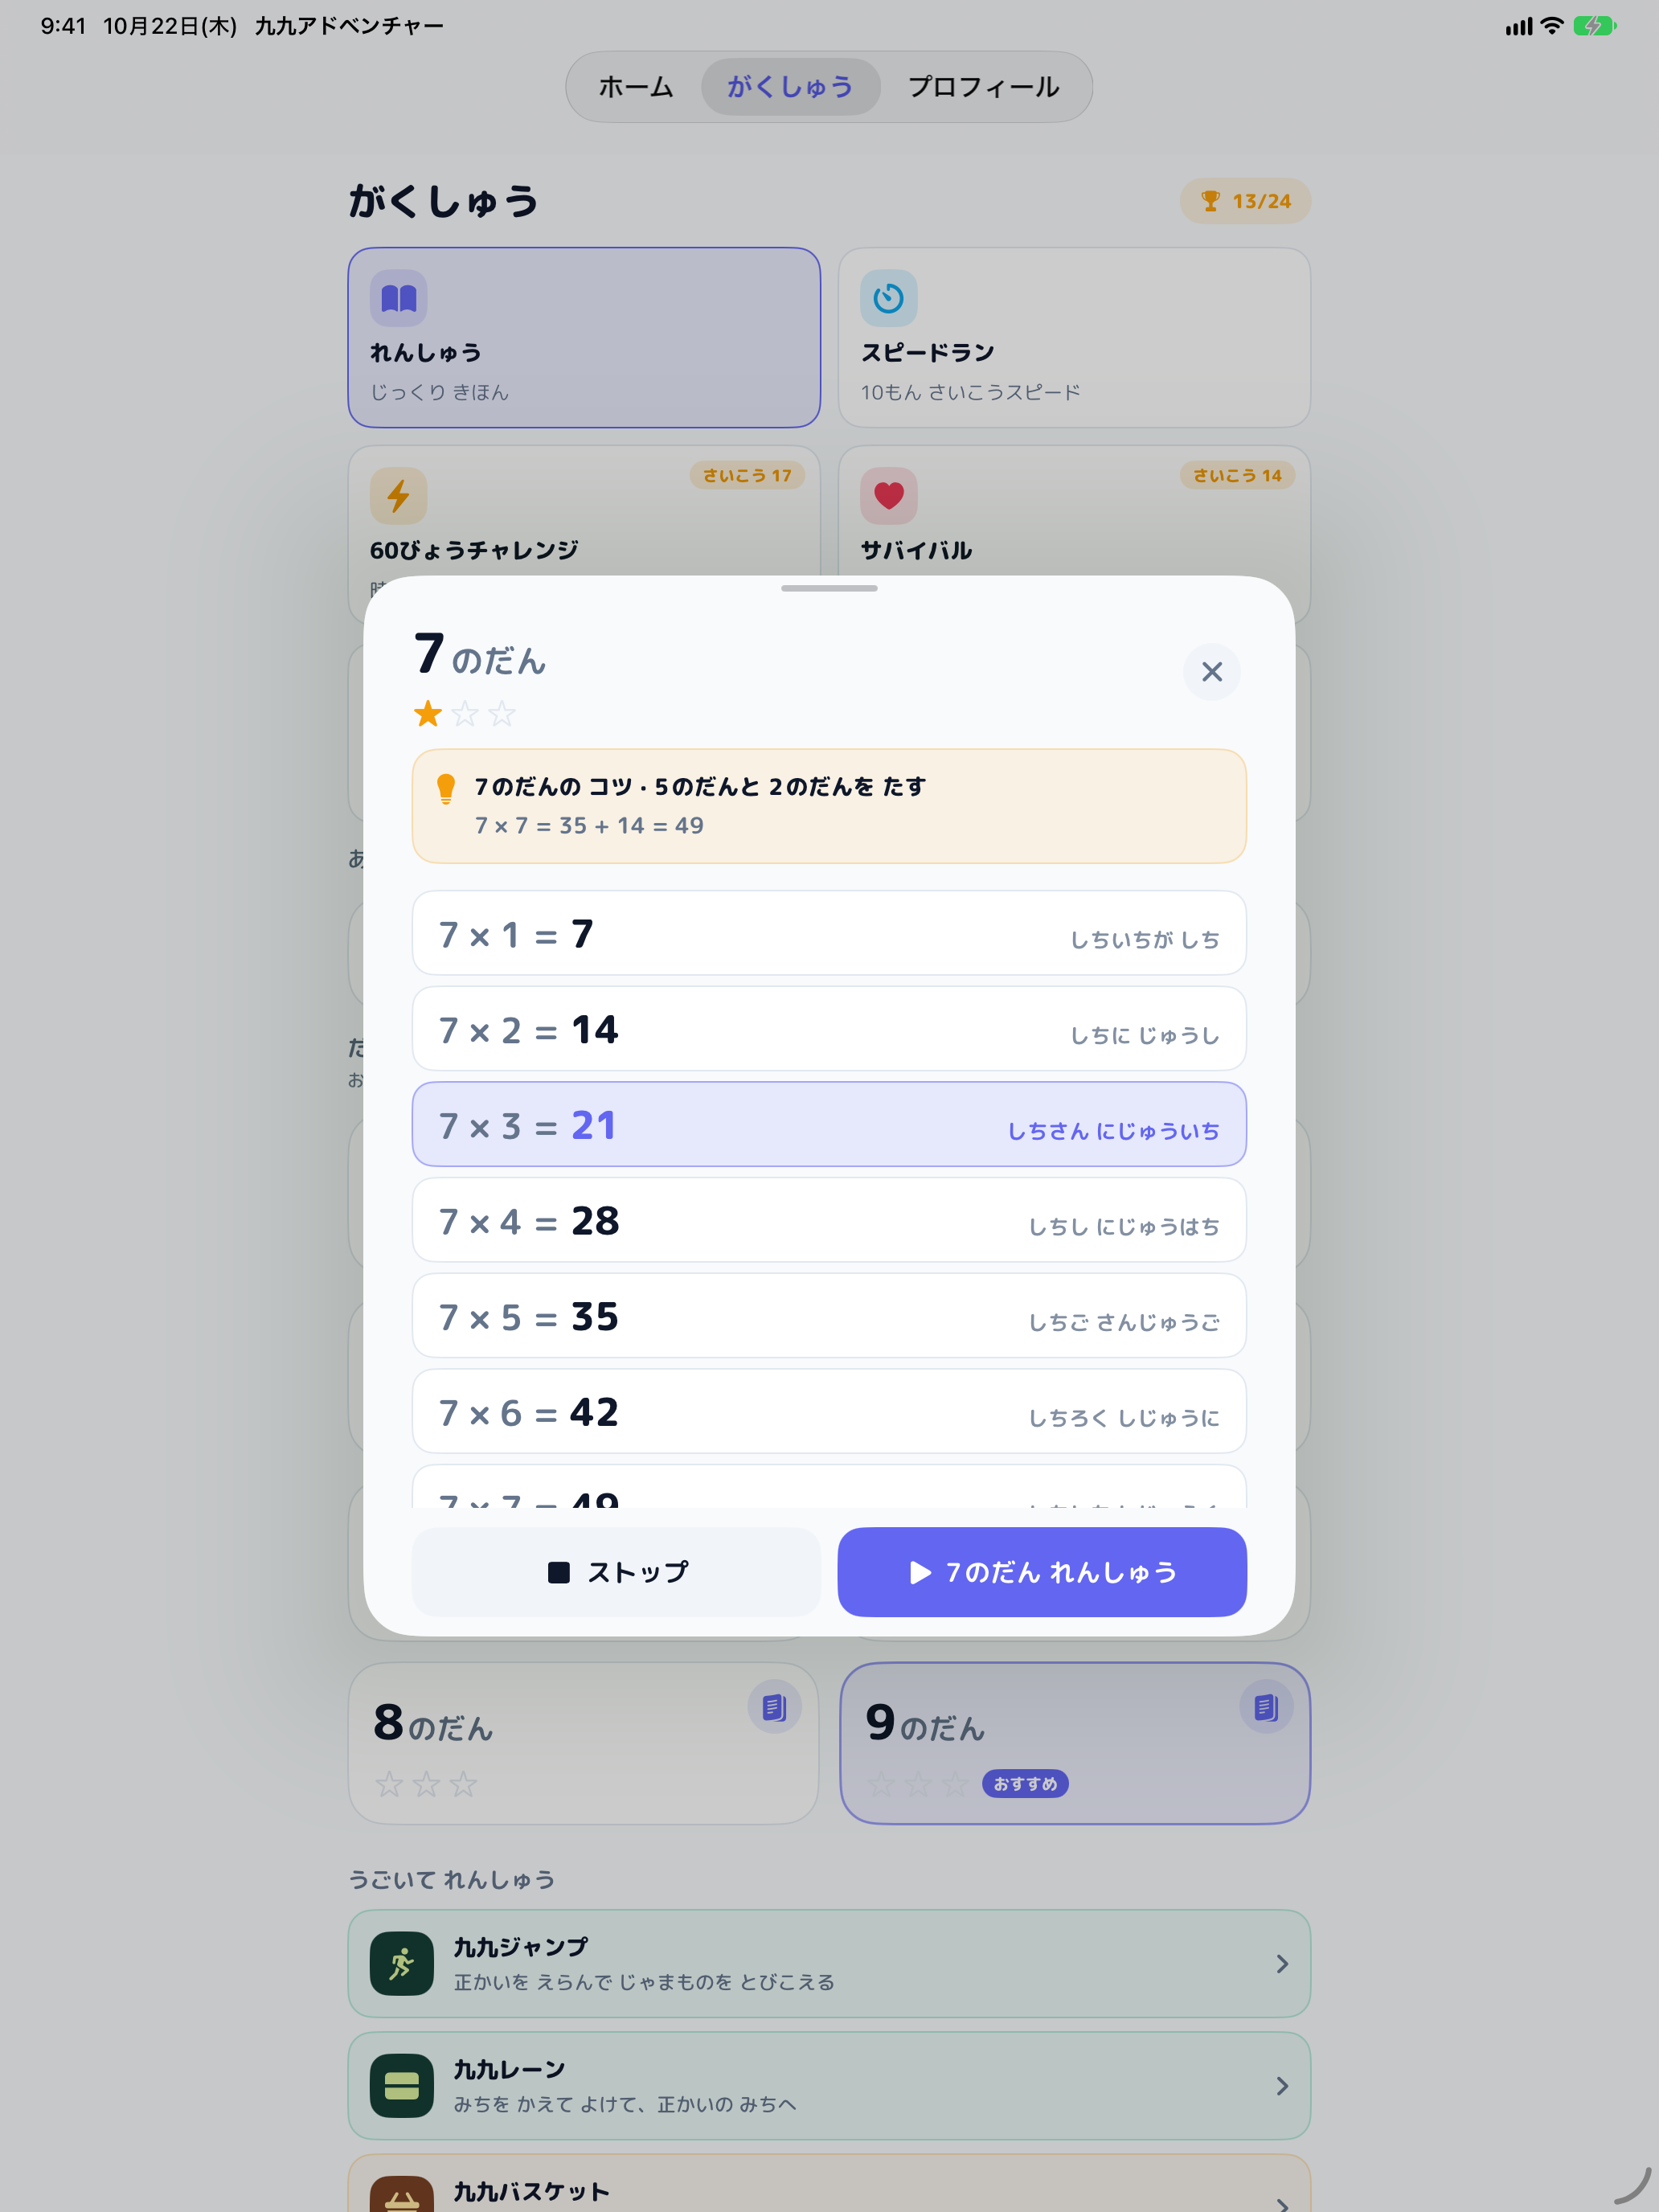 9:41 10月22日(木) 九九アドベンチャー
ホーム がくしゅう プロフィール
がくしゅう
13/24
れんしゅう
じっくり きほん
スピードラン
10もん さいこうスピード
さいこう 17
60びょうチャレンジ
さいこう 14
サバイバル
7のだん
7のだんの コツ・5のだんと 2のだんを たす
7 × 7 = 35 + 14 = 49
7 × 1 = 7 しちいちが しち
7 × 2 = 14 しちに じゅうし
7 × 3 = 21 しちさん にじゅういち
7 × 4 = 28 しちし にじゅうはち
7 × 5 = 35 しちご さんじゅうご
7 × 6 = 42 しちろく しじゅうに
7 × 7 = 49
ストップ
7のだん れんしゅう
8のだん
9のだん
おすすめ
うごいて れんしゅう
九九ジャンプ
正かいを えらんで じゃまものを とびこえる
九九レーン
みちを かえて よけて、正かいの みちへ
九九バスケット